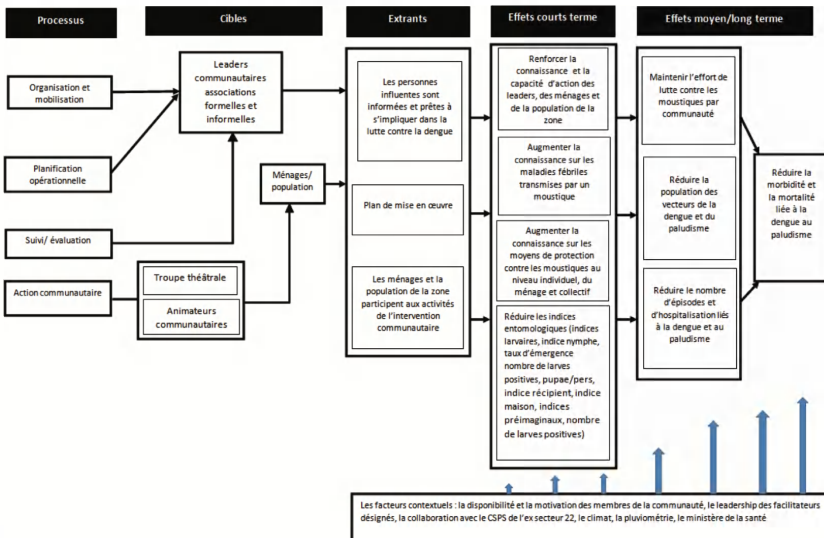 Processus
Cibles
Extrants
Effets courts terme
Effets moyen/long terme
Organisation et
mobilisation
Planification
opérationnelle
Suivi/ évaluation
Action communautaire
Leaders
communautaires
associations
formelles et
informelles
Ménages/
population
Troupe théâtrale
Animateurs
communautaires
Les personnes
influentes sont
informées et prêtes à
s'impliquer dans la
lutte contre la dengue
Plan de mise en œuvre
Les ménages et la
population de la zone
participent aux activités
de l'intervention
communautaire
Renforcer la
connaissance et la
capacité d'action des
leaders, des ménages et
de la population de la
zone
Augmenter la
connaissance sur les
maladies fébriles
transmises par un
moustique
Augmenter la
connaissance sur les
moyens de protection
contre les moustiques au
niveau individuel, du
ménage et collectif
Réduire les indices
entomologiques (indices
larvaires, indice nymphe,
taux d'émergence
nombre de larves
positives, pupae/pers,
indice récipient, indice
maison, indices
préimaginaux, nombre
de larves positives)
Maintenir l'effort de
lutte contre les
moustiques par
communauté
Réduire la
population des
vecteurs de la
dengue et du
paludisme
Réduire le nombre
d'épisodes et
d'hospitalisation liés
à la dengue et au
paludisme
Réduire la
morbidité et
la mortalité
liée à la
dengue au
paludisme
Les facteurs contextuels : la disponibilité et la motivation des membres de la communauté, le leadership des facilitateurs
désignés, la collaboration avec le CSPS de l'ex secteur 22, le climat, la pluviométrie, le ministère de la santé